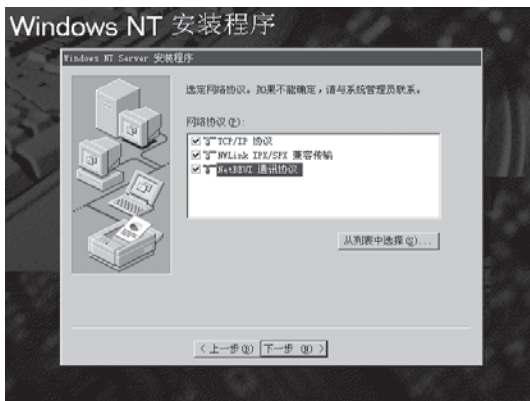 Windows NT 安装程序
Windows NT Server 安装程序
选定网络协议。如果不能确定，请与系统管理员联系。
网络协议(P):
TCP/IP 协议
NWLink IPX/SPX 兼容传输
NetBEUI 通讯协议
从列表中选择(S)...
<上一步(B) 下一步(N)>